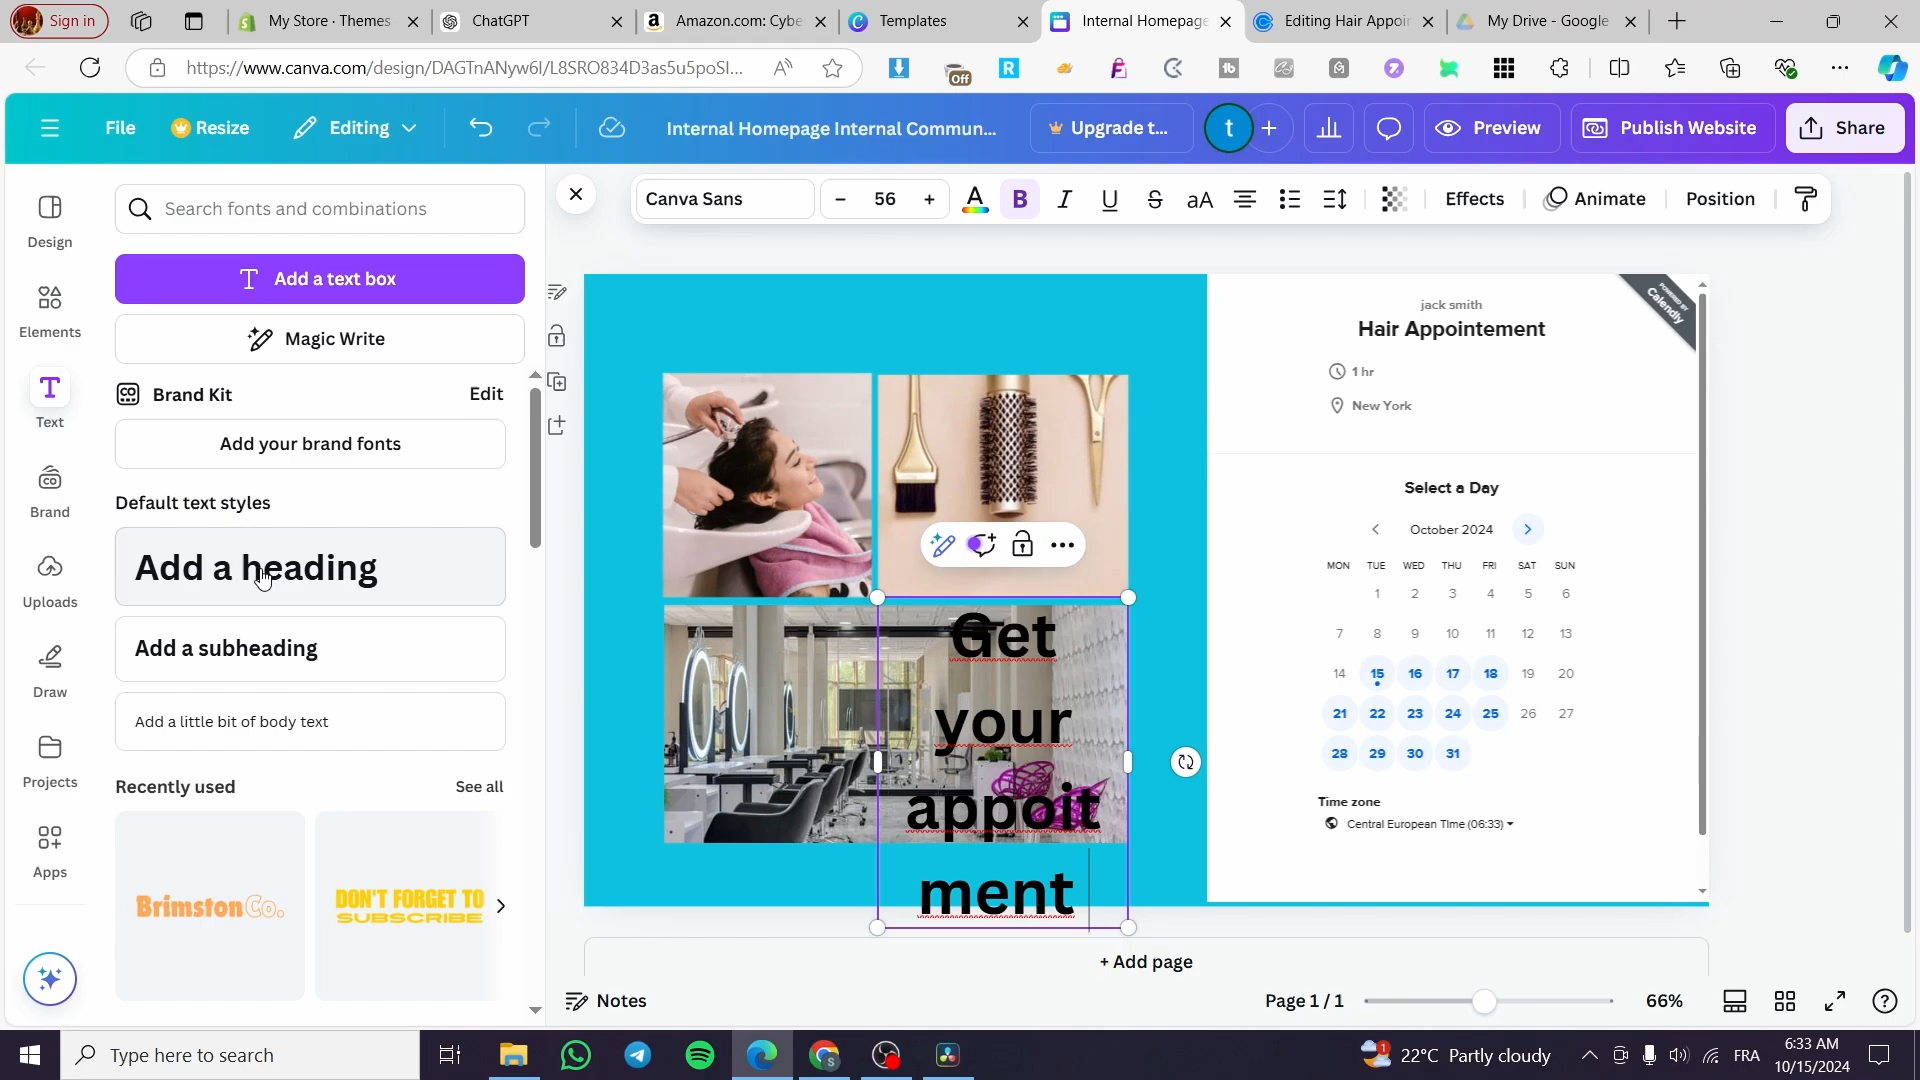 Sign in
My Store · Themes
ChatGPT
Amazon.com: Cybe
Templates
Internal Homepage
Editing Hair Appoin
My Drive - Google
https://www.canva.com/design/DAGTnANyw6I/L8SRO834D3as5u5poSI...
Off
File
Resize
Editing
Internal Homepage Internal Commun...
Upgrade t...
t
Preview
Publish Website
Share
Design
Elements
Text
Brand
Uploads
Draw
Projects
Apps
Search fonts and combinations
Add a text box
Magic Write
Brand Kit
Edit
Add your brand fonts
Default text styles
Add a heading
Add a subheading
Add a little bit of body text
Recently used
See all
Brimston Co.
DON'T FORGET TO
SUBSCRIBE
Canva Sans
56
Effects
Animate
Position
Get
your
appoit
ment
jack smith
Hair Appointement
POWERED BY
Calendly
1 hr
New York
Select a Day
October 2024
MON TUE WED THU FRI SAT SUN
1 2 3 4 5 6
7 8 9 10 11 12 13
14 15 16 17 18 19 20
21 22 23 24 25 26 27
28 29 30 31
Time zone
Central European Time (06:33)
+ Add page
Notes
Page 1 / 1
66%
Type here to search
22°C Partly cloudy
FRA
6:33 AM
10/15/2024